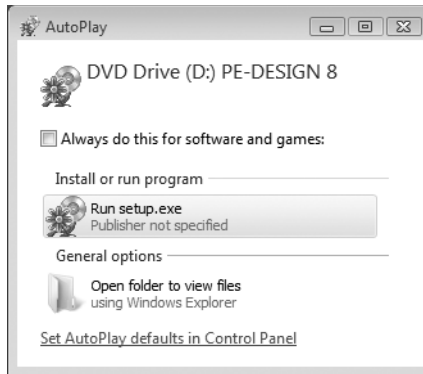 AutoPlay
DVD Drive (D:) PE-DESIGN 8
Always do this for software and games:
Install or run program
Run setup.exe
Publisher not specified
General options
Open folder to view files
using Windows Explorer
Set AutoPlay defaults in Control Panel